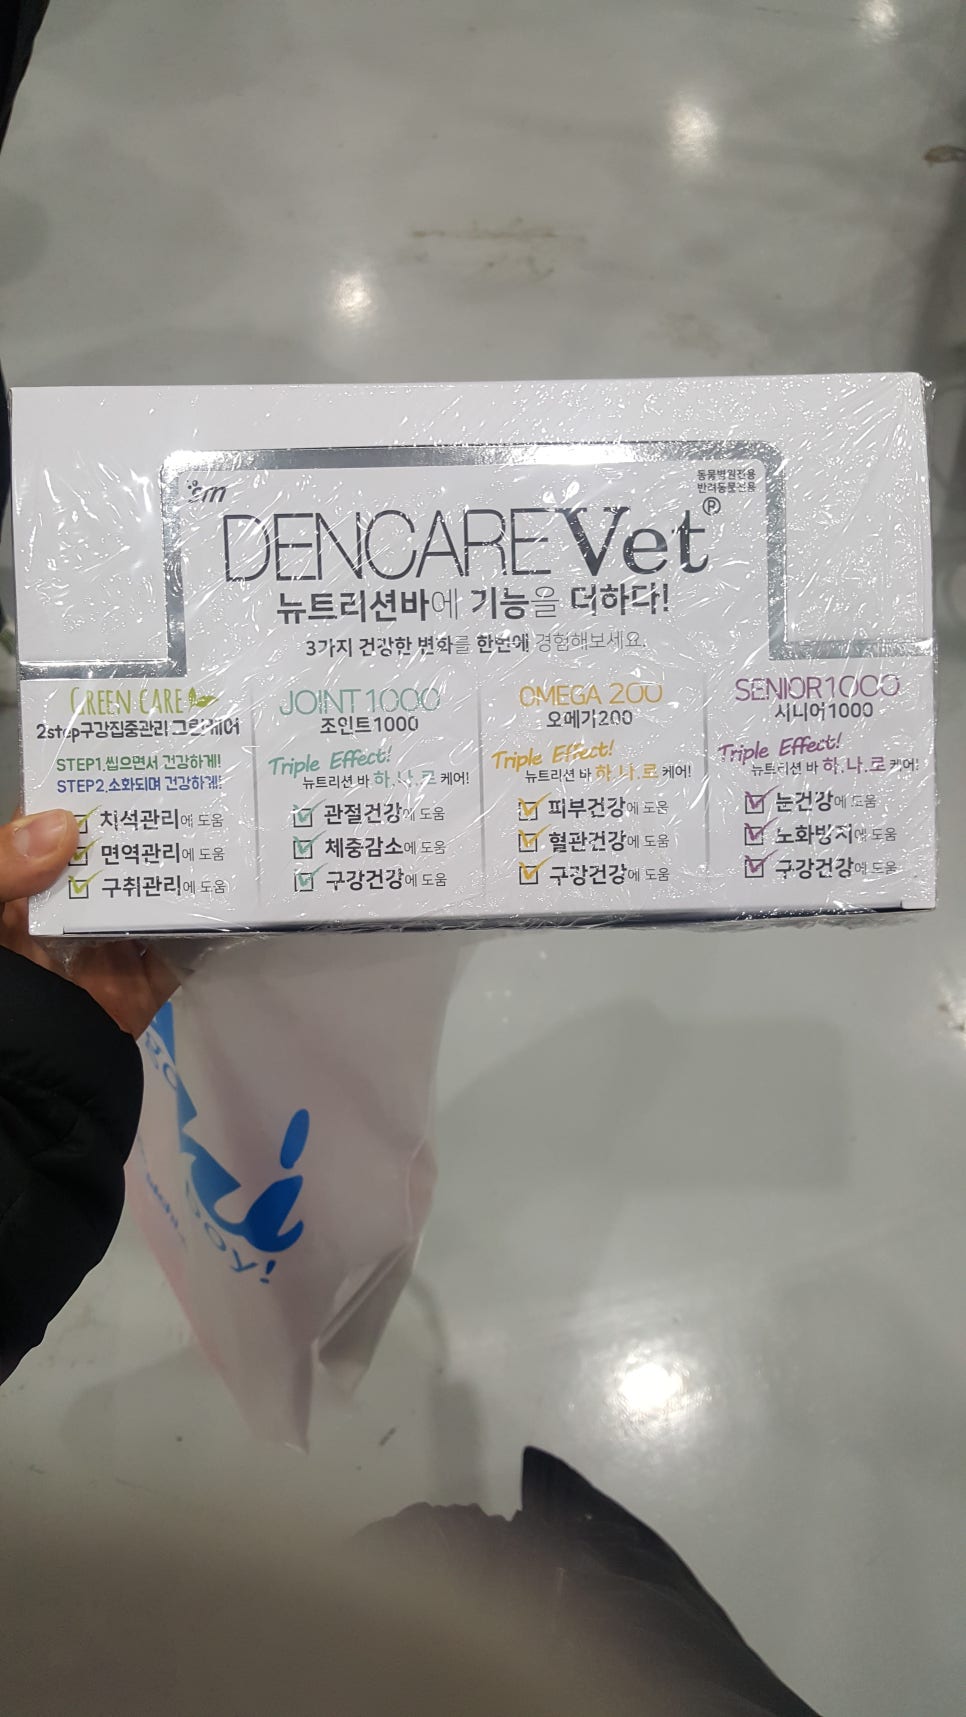 동물병원전용
반려동물전용
DENCARE Vet Ⓟ
뉴트리션바에 기능을 더하다!
3가지 건강한 변화를 한번에 경험해보세요.
GREEN CARE
2step구강집중관리 그린케어
STEP1.씹으면서 건강하게!
STEP2.소화되며 건강하게!
치석관리에 도움
면역관리에 도움
구취관리에 도움
JOINT 1000
조인트1000
Triple Effect!
뉴트리션 바 하.나.로 케어!
관절건강에 도움
체중감소에 도움
구강건강에 도움
OMEGA 200
오메가200
Triple Effect!
뉴트리션 바 하.나.로 케어!
피부건강에 도움
혈관건강에 도움
구강건강에 도움
SENIOR1000
시니어1000
Triple Effect!
뉴트리션 바 하.나.로 케어!
눈건강에 도움
노화방지에 도움
구강건강에 도움